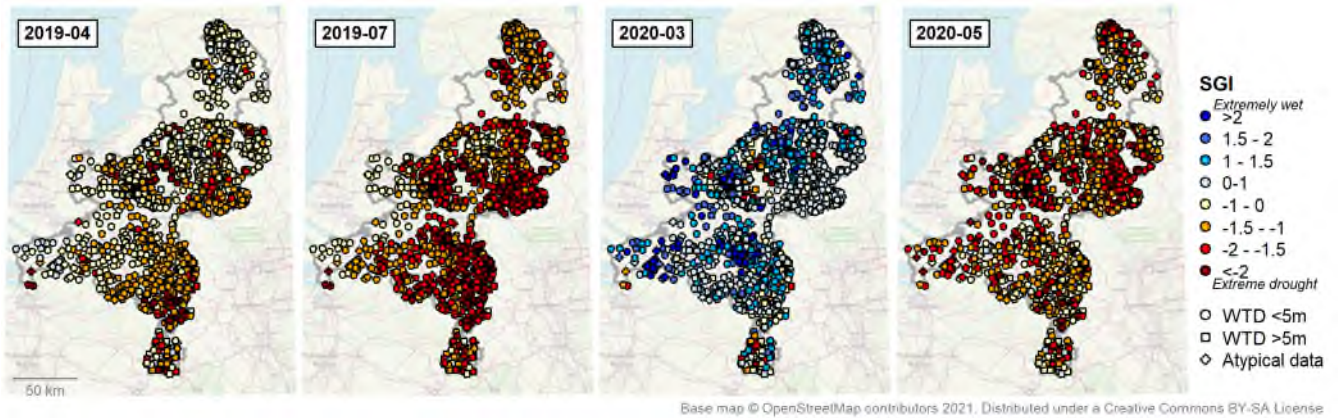 2019-04
2019-07
2020-03
2020-05
SGI
Extremely wet
>2
1.5 - 2
1 - 1.5
0-1
-1 - 0
-1.5 - -1
-2 - -1.5
<-2
Extreme drought
WTD <5m
WTD >5m
Atypical data
50 km
Base map © OpenStreetMap contributors 2021. Distributed under a Creative Commons BY-SA License